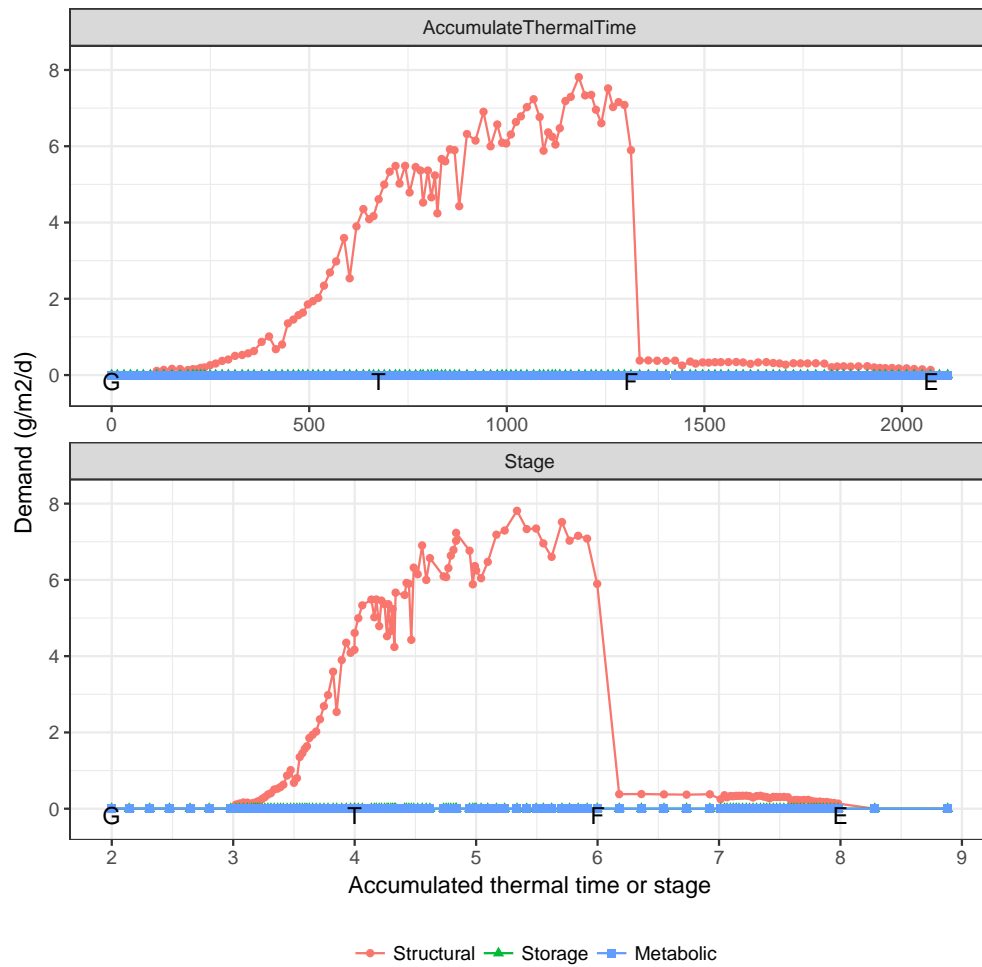 AccumulateThermalTime
8
6
4
2
0
G T F E
0 500 1000 1500 2000
Demand (g/m2/d)
Stage
8
6
4
2
0
G T F E
2 3 4 5 6 7 8 9
Accumulated thermal time or stage
Structural Storage Metabolic